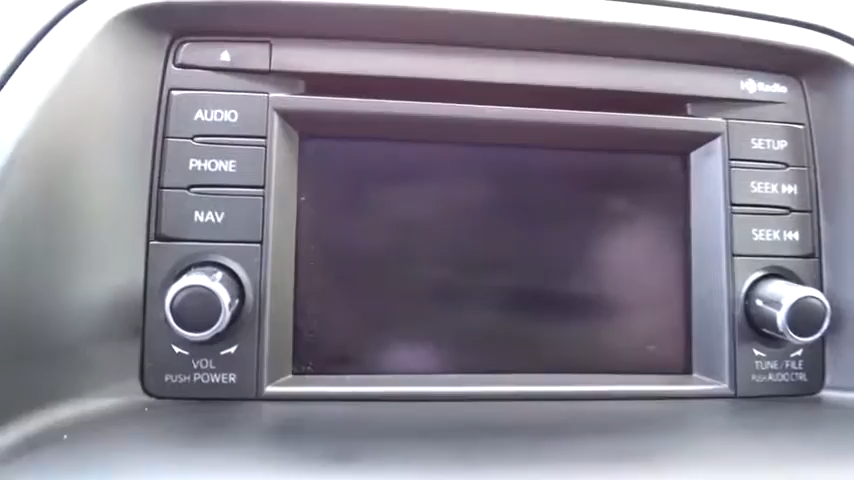 HD Radio
AUDIO
PHONE
NAV
VOL
PUSH POWER
SETUP
SEEK
SEEK
TUNE/FILE
PUSH AUDIO CTRL